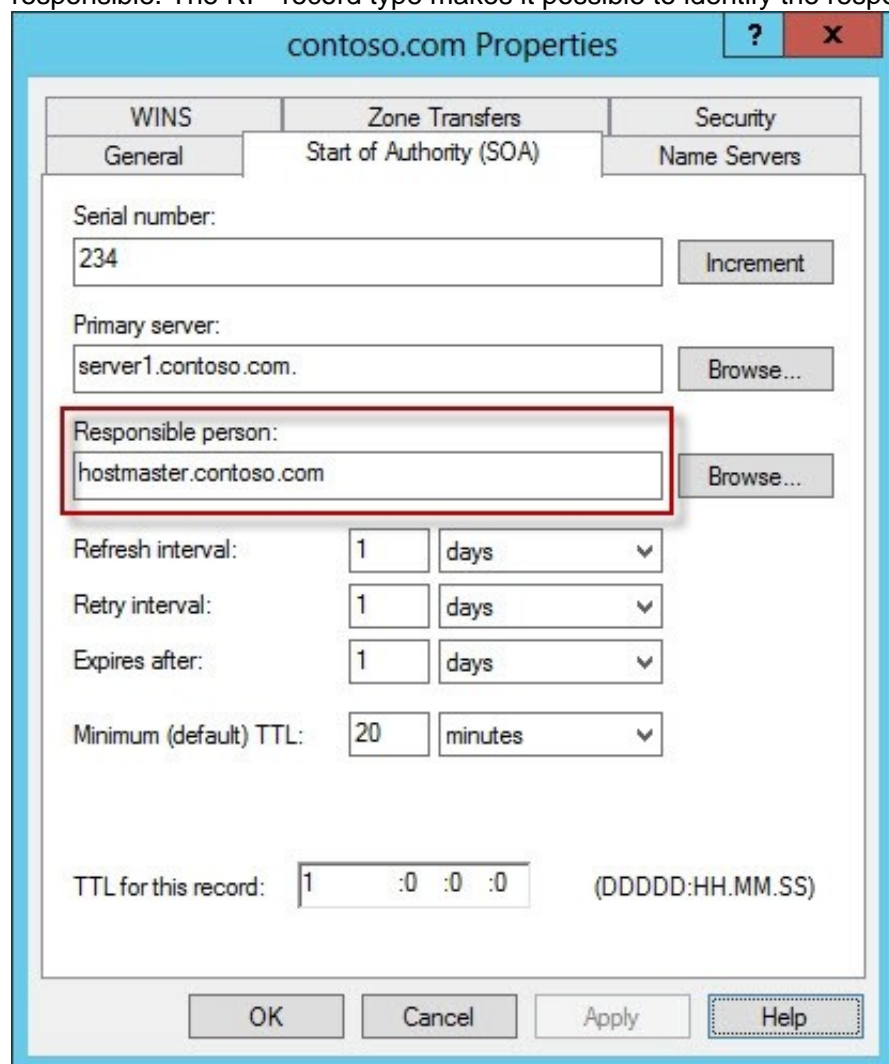 responsible. The RP record type makes it possible to identify the
contoso.com Properties ? x
WINS Zone Transfers Security
General Start of Authority (SOA) Name Servers
Serial number:
234 Increment
Primary server:
server1.contoso.com. Browse...
Responsible person:
hostmaster.contoso.com Browse...
Refresh interval: 1 days
Retry interval: 1 days
Expires after: 1 days
Minimum (default) TTL: 20 minutes
TTL for this record: 1 :0 :0 :0 (DDDDD:HH.MM.SS)
OK Cancel Apply Help